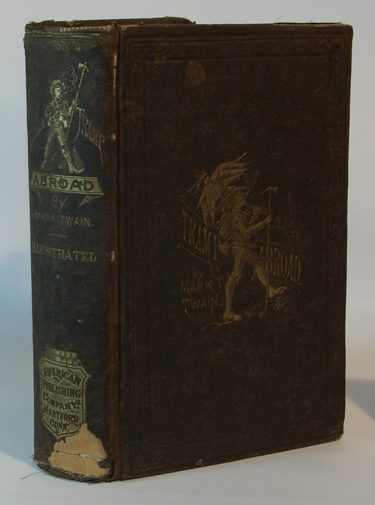 TRAMP
ABROAD
By
MARK TWAIN.
ILLUSTRATED
AMERICAN
PUBLISHING
COMPANY
HARTFORD
CONN.
TRAMP
ABROAD
by
MARK
TWAIN.